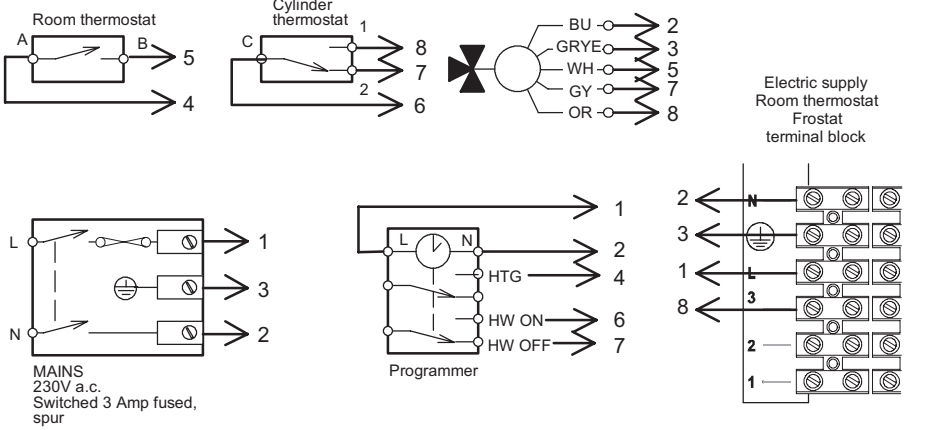 Room thermostat
A
B
5
4
Cylinder
thermostat
C
1
8
7
2
6
BU
2
GRYE
3
WH
5
GY
7
OR
8
Electric supply
Room thermostat
Frostat
terminal block
2
N
3
1
L
3
8
2
1
L
1
3
N
2
MAINS
230V a.c.
Switched 3 Amp fused,
spur
1
L
N
2
HTG
4
HW ON
6
HW OFF
7
Programmer